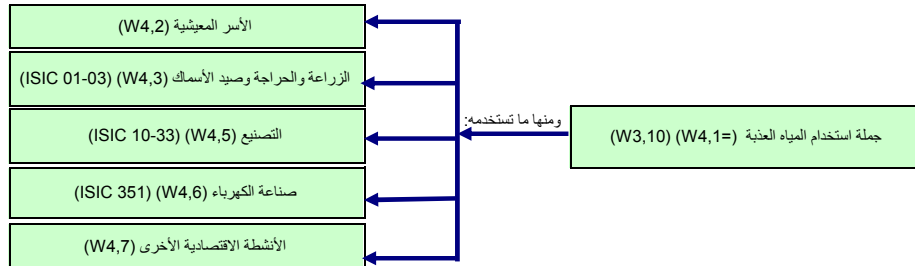 جملة استخدام المياه العذبة (=W4,1) (W3,10)
ومنها ما تستخدمه:
الأسر المعيشية (W4,2)
الزراعة والحراجة وصيد الأسماك (W4,3) (ISIC 01-03)
التصنيع (W4,5) (ISIC 10-33)
صناعة الكهرباء (W4,6) (ISIC 351)
الأنشطة الاقتصادية الأخرى (W4,7)